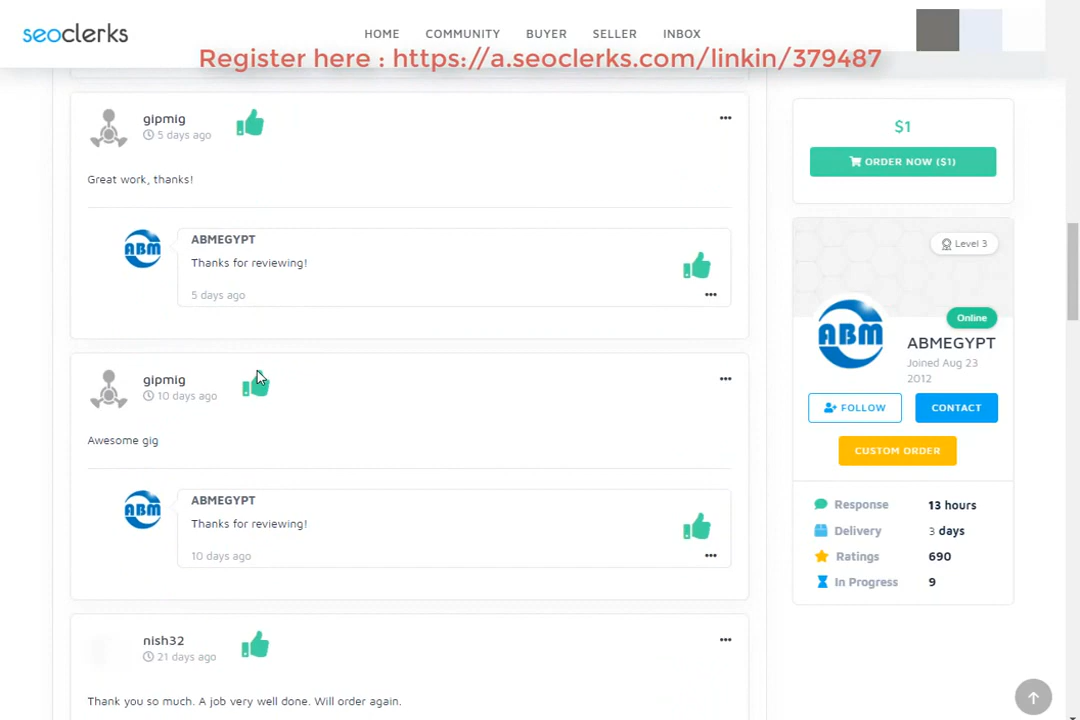 seoclerks
HOME COMMUNITY BUYER SELLER INBOX
Register here : https://a.seoclerks.com/linkin/379487
gipmig
5 days ago
Great work, thanks!
ABM
ABMEGYPT
Thanks for reviewing!
5 days ago
gipmig
10 days ago
Awesome gig
ABM
ABMEGYPT
Thanks for reviewing!
10 days ago
nish32
21 days ago
Thank you so much. A job very well done. Will order again.
$1
ORDER NOW ($1)
Level 3
ABM
Online
ABMEGYPT
Joined Aug 23
2012
FOLLOW
CONTACT
CUSTOM ORDER
Response 13 hours
Delivery 3 days
Ratings 690
In Progress 9